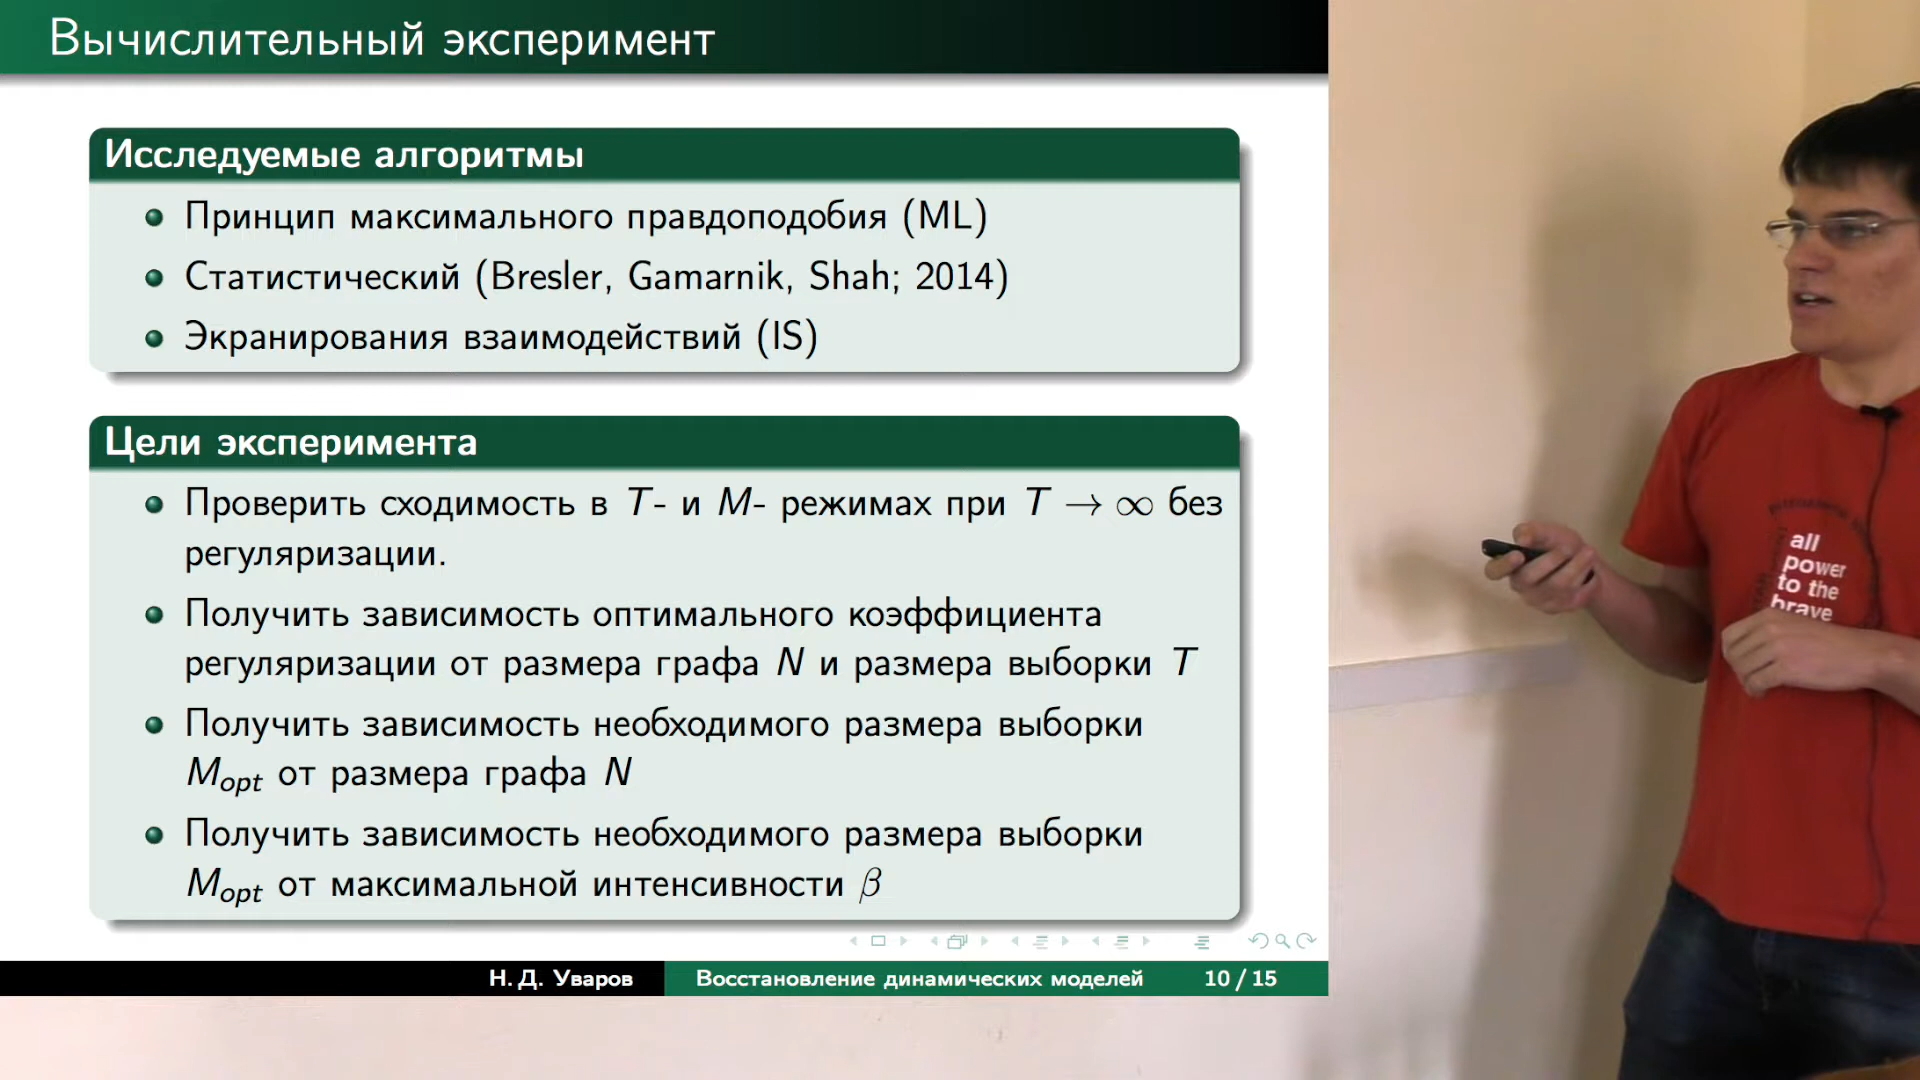 Вычислительный эксперимент
Исследуемые алгоритмы
Принцип максимального правдоподобия (ML)
Статистический (Bresler, Gamarnik, Shah; 2014)
Экранирования взаимодействий (IS)
Цели эксперимента
Проверить сходимость в T- и M- режимах при T → ∞ без
регуляризации.
Получить зависимость оптимального коэффициента
регуляризации от размера графа N и размера выборки T
Получить зависимость необходимого размера выборки
M_opt от размера графа N
Получить зависимость необходимого размера выборки
M_opt от максимальной интенсивности β
Н. Д. Уваров
Восстановление динамических моделей
10 / 15
all
power
to the
brave